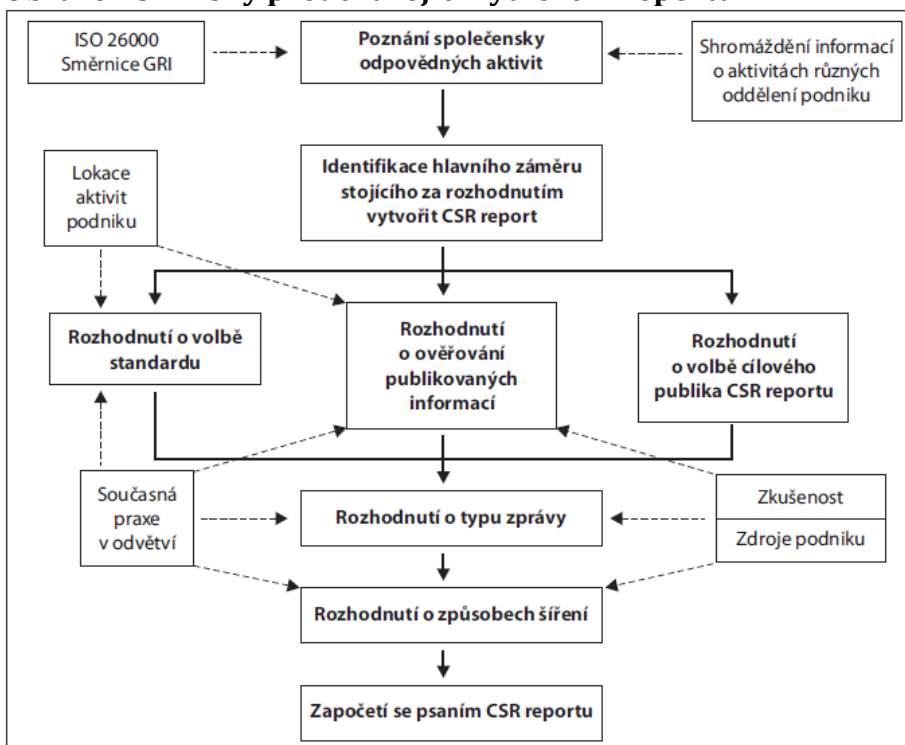 ISO 26000
Směrnice GRI
Poznání společensky
odpovědných aktivit
Shromáždění informací
o aktivitách různých
oddělení podniku
Lokace
aktivit
podniku
Identifikace hlavního záměru
stojícího za rozhodnutím
vytvořit CSR report
Rozhodnutí o volbě
standardu
Rozhodnutí
o ověřování
publikovaných
informací
Rozhodnutí
o volbě cílového
publika CSR reportu
Současná
praxe
v odvětví
Rozhodnutí o typu zprávy
Zkušenost
Zdroje podniku
Rozhodnutí o způsobech šíření
Započetí se psaním CSR reportu